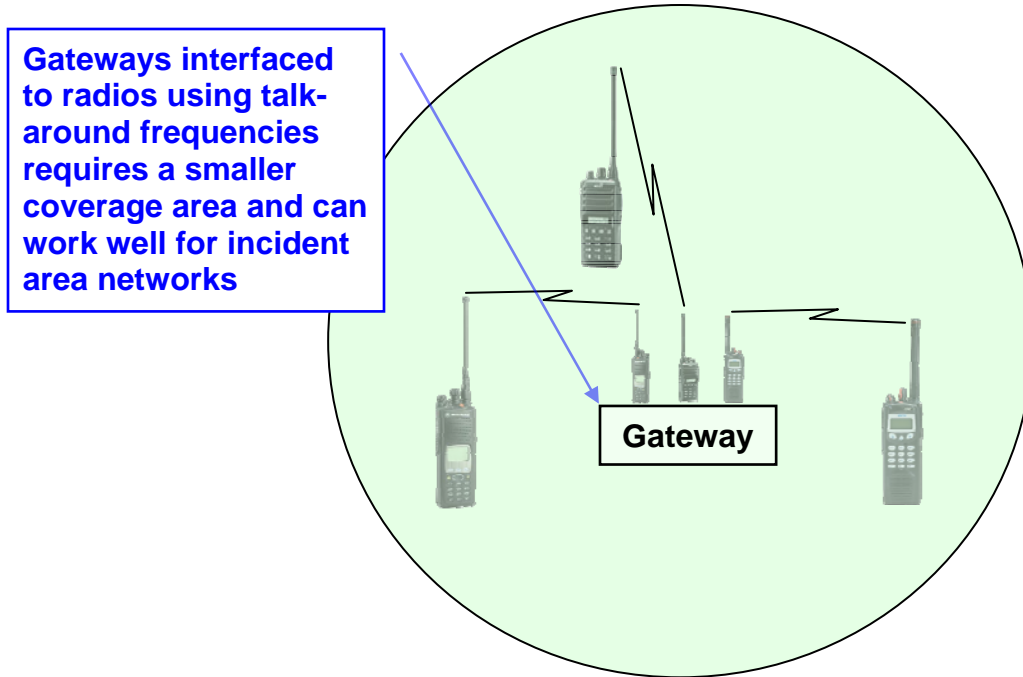 Gateways interfaced
to radios using talk-
around frequencies
requires a smaller
coverage area and can
work well for incident
area networks
Gateway